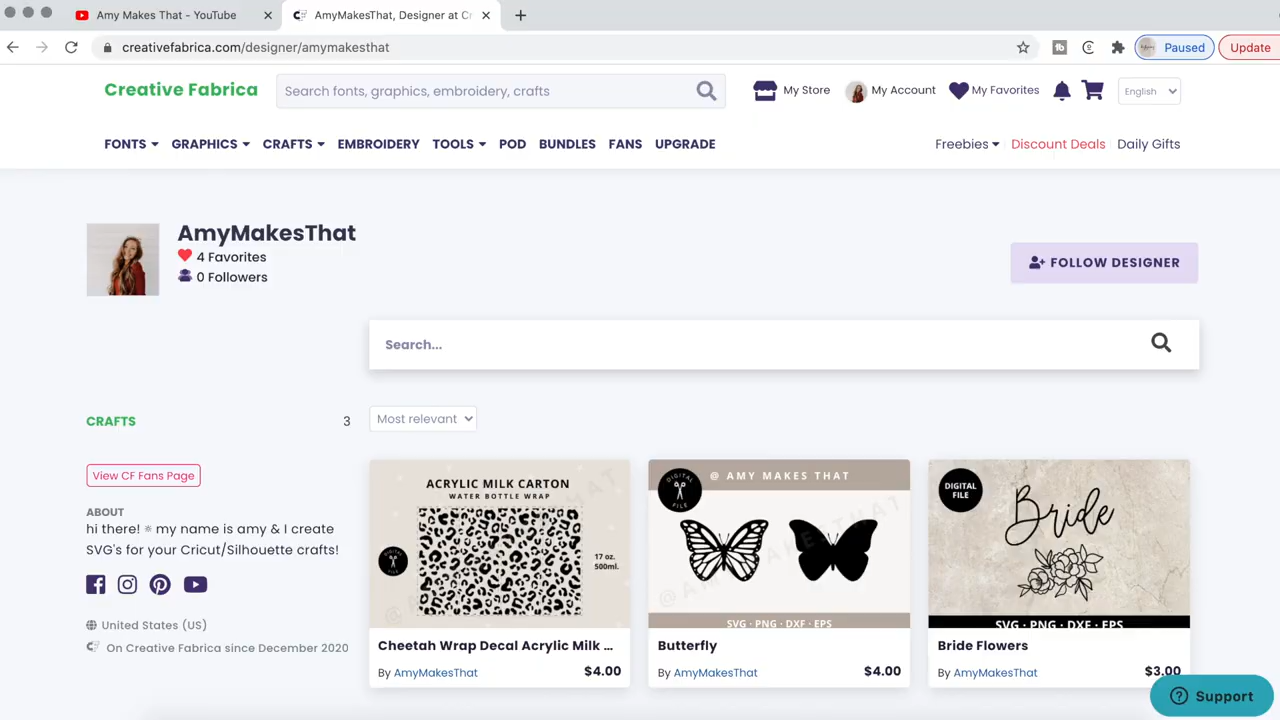 Amy Makes That - YouTube
AmyMakesThat, Designer at Cr
creativefabrica.com/designer/amymakesthat
Paused
Update
Creative Fabrica
Search fonts, graphics, embroidery, crafts
My Store
My Account
My Favorites
English
FONTS
GRAPHICS
CRAFTS
EMBROIDERY
TOOLS
POD
BUNDLES
FANS
UPGRADE
Freebies
Discount Deals
Daily Gifts
AmyMakesThat
4 Favorites
0 Followers
FOLLOW DESIGNER
Search...
CRAFTS 3
Most relevant
View CF Fans Page
ABOUT
hi there! ☼ my name is amy & I create
SVG's for your Cricut/Silhouette crafts!
United States (US)
On Creative Fabrica since December 2020
ACRYLIC MILK CARTON
WATER BOTTLE WRAP
DIGITAL
FILE
17 oz.
500ml.
Cheetah Wrap Decal Acrylic Milk ...
By AmyMakesThat
$4.00
@ AMY MAKES THAT
DIGITAL
FILE
SVG · PNG · DXF · EPS
Butterfly
By AmyMakesThat
$4.00
DIGITAL
FILE
Bride
SVG · PNG · DXF · EPS
Bride Flowers
By AmyMakesThat
$3.00
Support